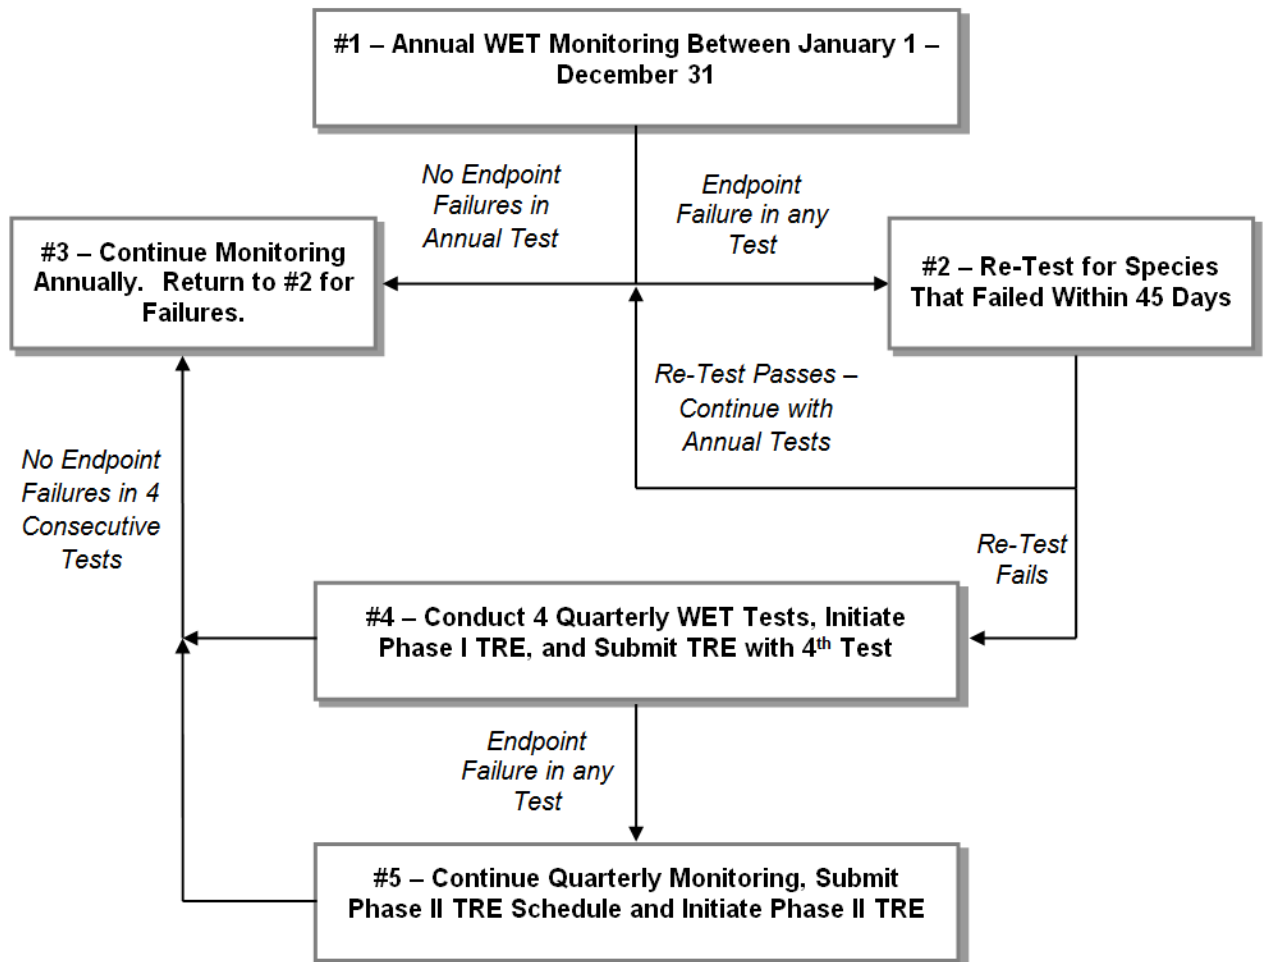 #1 – Annual WET Monitoring Between January 1 –
December 31
No Endpoint
Failures in
Annual Test
Endpoint
Failure in any
Test
#3 – Continue Monitoring
Annually.  Return to #2 for
Failures.
#2 – Re-Test for Species
That Failed Within 45 Days
Re-Test Passes –
Continue with
Annual Tests
No Endpoint
Failures in 4
Consecutive
Tests
Re-Test
Fails
#4 – Conduct 4 Quarterly WET Tests, Initiate
Phase I TRE, and Submit TRE with 4th Test
Endpoint
Failure in any
Test
#5 – Continue Quarterly Monitoring, Submit
Phase II TRE Schedule and Initiate Phase II TRE